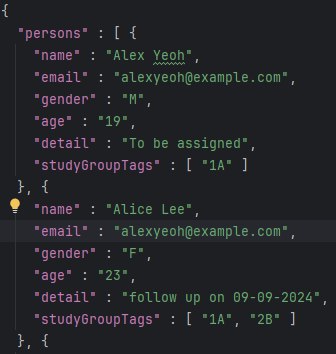 {
"persons" : [ {
"name" : "Alex Yeoh",
"email" : "alexyeoh@example.com",
"gender" : "M",
"age" : "19",
"detail" : "To be assigned",
"studyGroupTags" : [ "1A" ]
}, {
"name" : "Alice Lee",
"email" : "alexyeoh@example.com",
"gender" : "F",
"age" : "23",
"detail" : "follow up on 09-09-2024",
"studyGroupTags" : [ "1A", "2B" ]
}, {